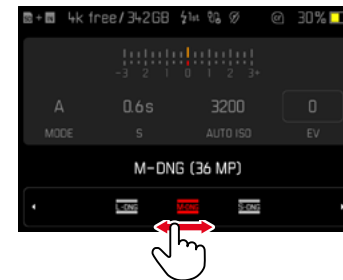 4k free/342GB 1st 30%
-3 2 1 0 1 2 3+
A 0.6s 3200 0
MODE S AUTO ISO EV
M-DNG (36 MP)
L-DNG M-DNG S-DNG